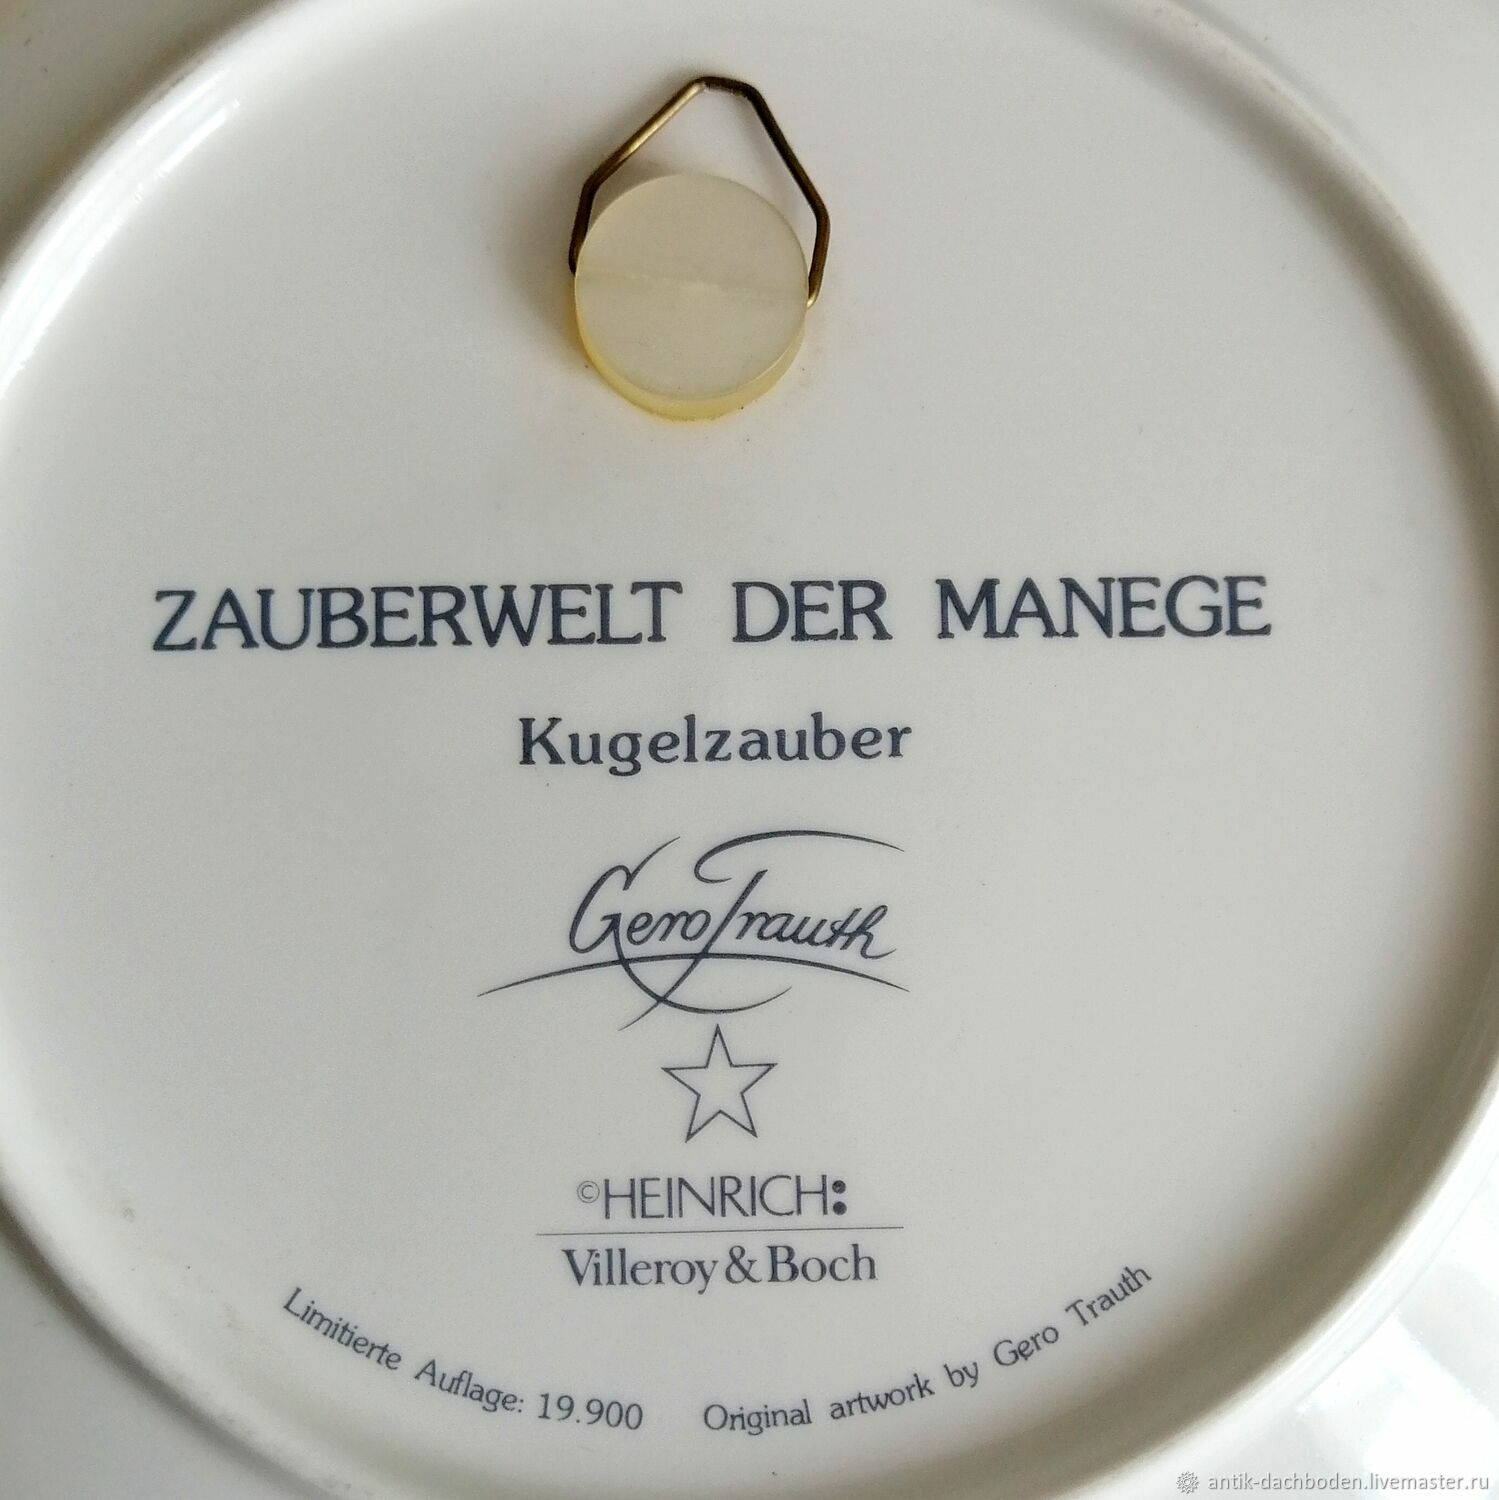 ZAUBERWELT DER MANEGE
Kugelzauber
Gero Trauth
©HEINRICH:
Villeroy & Boch
Limitierte Auflage: 19.900
Original artwork by Gero Trauth
antik-dachboden.livemaster.ru